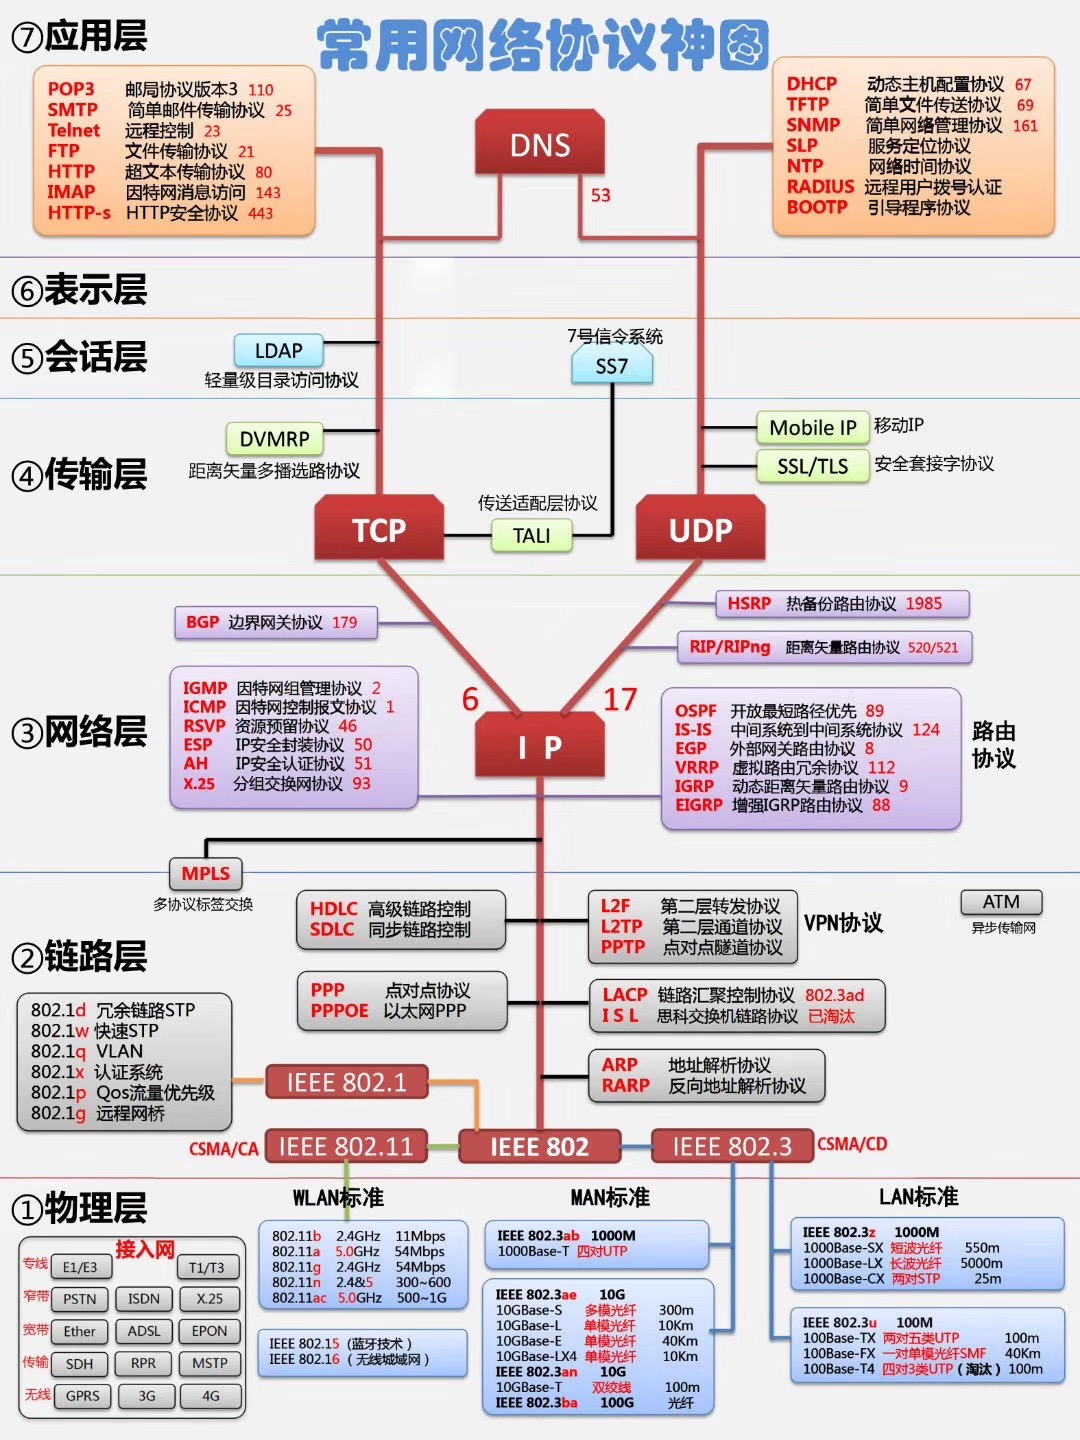 常用网络协议神图
⑦应用层
POP3 邮局协议版本3 110
SMTP 简单邮件传输协议 25
Telnet 远程控制 23
FTP 文件传输协议 21
HTTP 超文本传输协议 80
IMAP 因特网消息访问 143
HTTP-s HTTP安全协议 443
DNS
53
DHCP 动态主机配置协议 67
TFTP 简单文件传送协议 69
SNMP 简单网络管理协议 161
SLP 服务定位协议
NTP 网络时间协议
RADIUS 远程用户拨号认证
BOOTP 引导程序协议
⑥表示层
⑤会话层
LDAP
轻量级目录访问协议
7号信令系统
SS7
④传输层
DVMRP
距离矢量多播选路协议
Mobile IP 移动IP
SSL/TLS 安全套接字协议
传送适配层协议
TCP
TALI
UDP
③网络层
BGP 边界网关协议 179
HSRP 热备份路由协议 1985
RIP/RIPng 距离矢量路由协议 520/521
6
17
I P
IGMP 因特网组管理协议 2
ICMP 因特网控制报文协议 1
RSVP 资源预留协议 46
ESP IP安全封装协议 50
AH IP安全认证协议 51
X.25 分组交换网协议 93
OSPF 开放最短路径优先 89
IS-IS 中间系统到中间系统协议 124
EGP 外部网关路由协议 8
VRRP 虚拟路由冗余协议 112
IGRP 动态距离矢量路由协议 9
EIGRP 增强IGRP路由协议 88
路由
协议
MPLS
多协议标签交换
②链路层
HDLC 高级链路控制
SDLC 同步链路控制
L2F 第二层转发协议
L2TP 第二层通道协议
PPTP 点对点隧道协议
VPN协议
ATM
异步传输网
PPP 点对点协议
PPPOE 以太网PPP
LACP 链路汇聚控制协议 802.3ad
I S L 思科交换机链路协议 已淘汰
ARP 地址解析协议
RARP 反向地址解析协议
802.1d 冗余链路STP
802.1w 快速STP
802.1q VLAN
802.1x 认证系统
802.1p Qos流量优先级
802.1g 远程网桥
IEEE 802.1
CSMA/CA
IEEE 802.11
IEEE 802
IEEE 802.3
CSMA/CD
①物理层
接入网
专线 E1/E3 T1/T3
窄带 PSTN ISDN X.25
宽带 Ether ADSL EPON
传输 SDH RPR MSTP
无线 GPRS 3G 4G
WLAN标准
802.11b 2.4GHz 11Mbps
802.11a 5.0GHz 54Mbps
802.11g 2.4GHz 54Mbps
802.11n 2.4&5 300~600
802.11ac 5.0GHz 500~1G
IEEE 802.15（蓝牙技术）
IEEE 802.16（无线城域网）
MAN标准
IEEE 802.3ab 1000M
1000Base-T 四对UTP
IEEE 802.3ae 10G
10GBase-S 多模光纤 300m
10GBase-L 单模光纤 10Km
10GBase-E 单模光纤 40Km
10GBase-LX4 单模光纤 10Km
IEEE 802.3an 10G
10GBase-T 双绞线 100m
IEEE 802.3ba 100G 光纤
LAN标准
IEEE 802.3z 1000M
1000Base-SX 短波光纤 550m
1000Base-LX 长波光纤 5000m
1000Base-CX 两对STP 25m
IEEE 802.3u 100M
100Base-TX 两对五类UTP 100m
100Base-FX 一对单模光纤SMF 40Km
100Base-T4 四对3类UTP（淘汰）100m